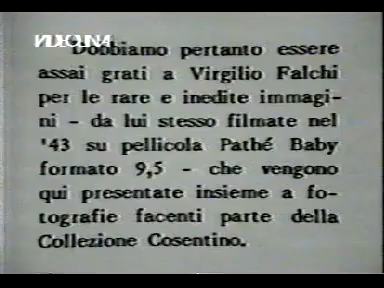 VIDEOLINA
Dobbiamo pertanto essere
assai grati a Virgilio Falchi
per le rare e inedite immagi-
ni - da lui stesso filmate nel
'43 su pellicola Pathé Baby
formato 9,5 - che vengono
qui presentate insieme a fo-
tografie facenti parte della
Collezione Cosentino.